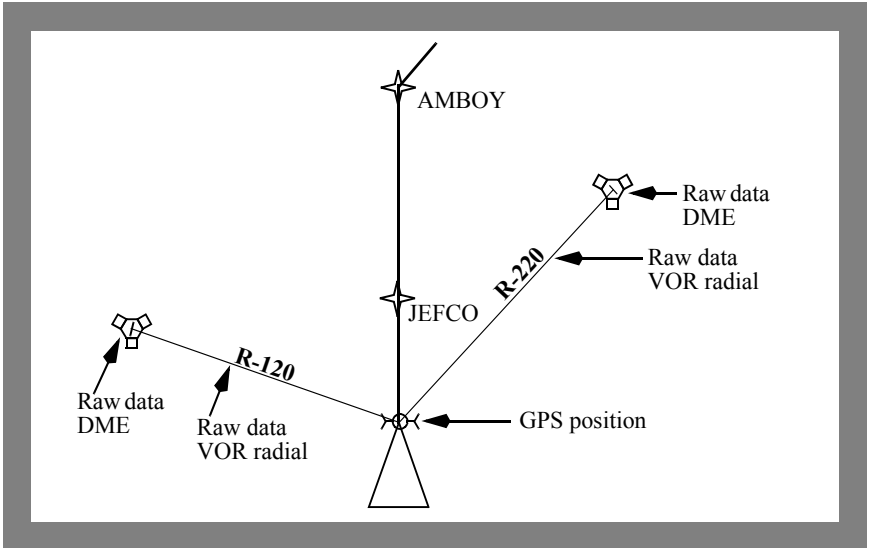 AMBOY
Raw data
DME
R-220
Raw data
VOR radial
JEFCO
R-120
Raw data
DME
Raw data
VOR radial
GPS position